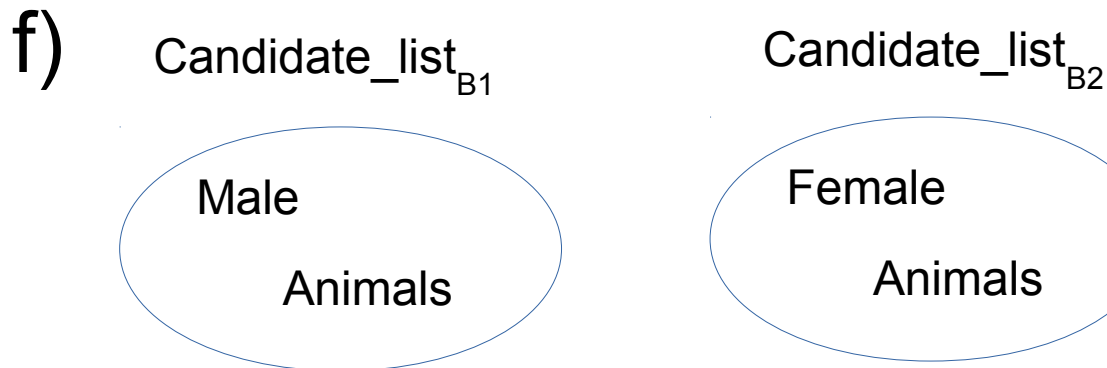 f)
Candidate_list_B1
Male
Animals
Candidate_list_B2
Female
Animals